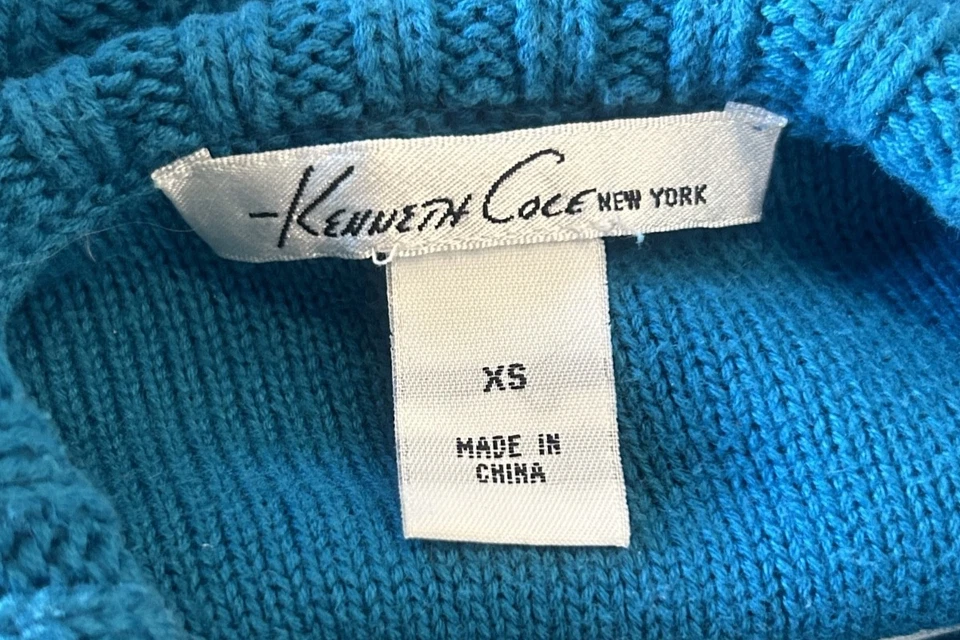 -Kenneth Cole NEW YORK
XS
MADE IN
CHINA